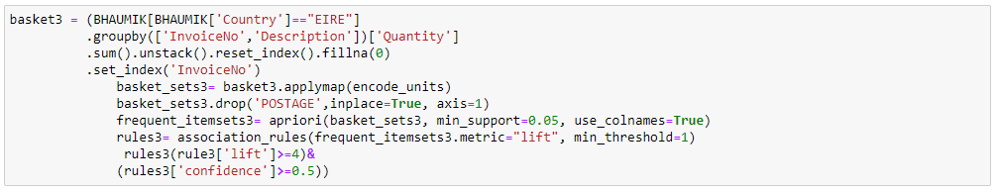 basket3 = (BHAUMIK[BHAUMIK['Country']=="EIRE"]
.groupby(['InvoiceNo','Description'])['Quantity']
.sum().unstack().reset_index().fillna(0)
.set_index('InvoiceNo')
basket_sets3= basket3.applymap(encode_units)
basket_sets3.drop('POSTAGE',inplace=True, axis=1)
frequent_itemsets3= apriori(basket_sets3, min_support=0.05, use_colnames=True)
rules3= association_rules(frequent_itemsets3.metric="lift", min_threshold=1)
rules3(rule3['lift']>=4)&
(rules3['confidence']>=0.5))